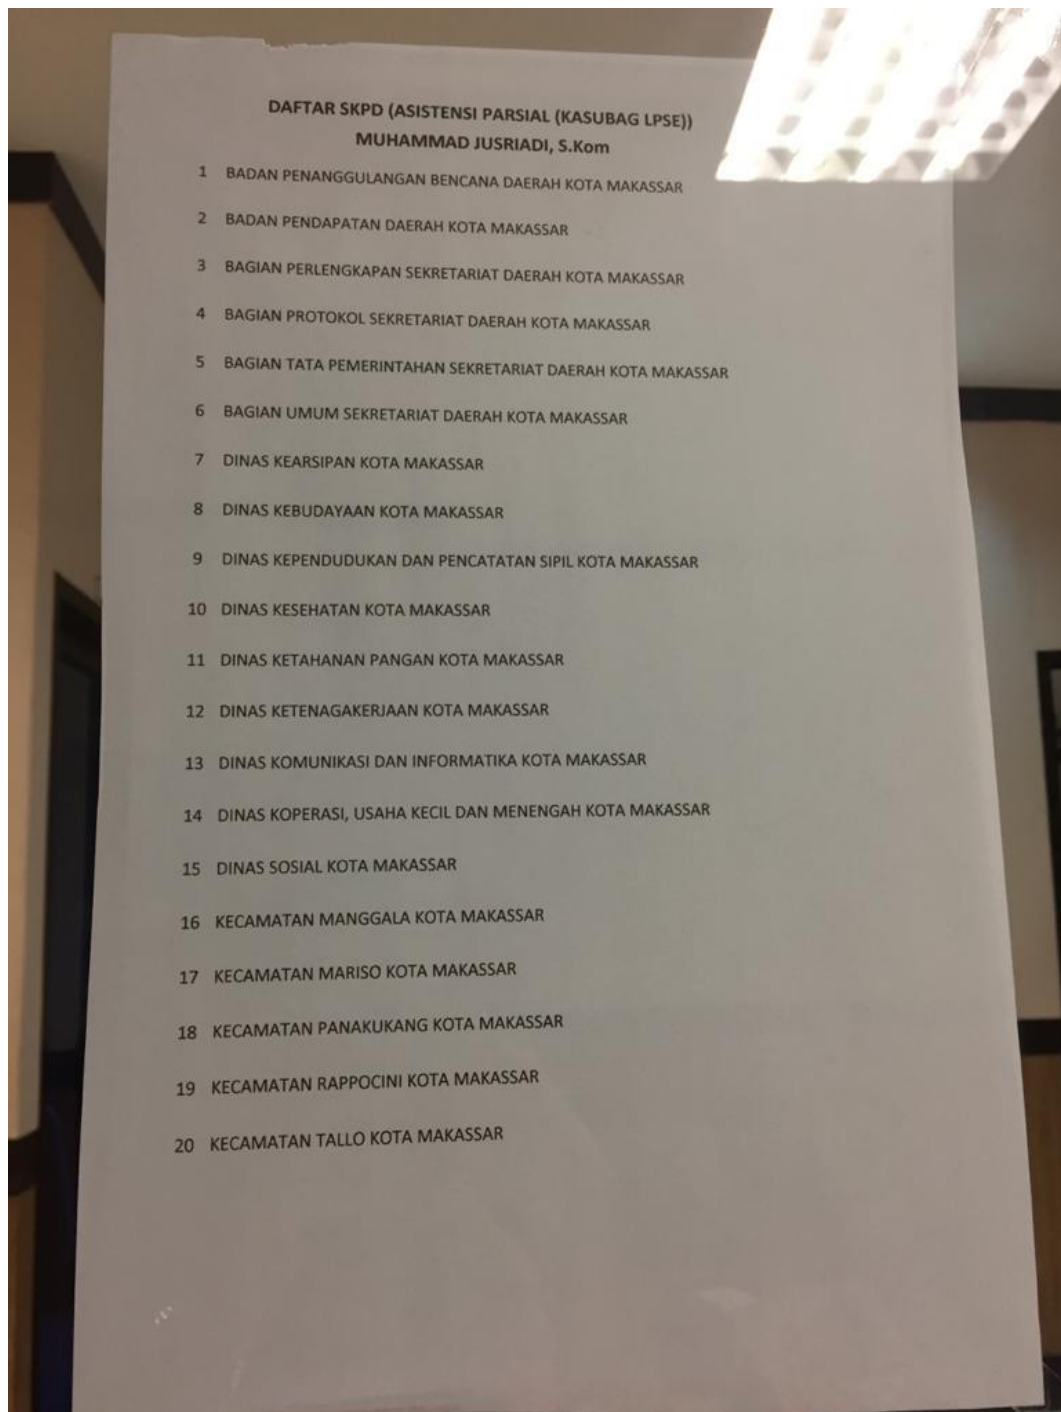 DAFTAR SKPD (ASISTENSI PARSIAL (KASUBAG LPSE))
MUHAMMAD JUSRIADI, S.Kom
1 BADAN PENANGGULANGAN BENCANA DAERAH KOTA MAKASSAR
2 BADAN PENDAPATAN DAERAH KOTA MAKASSAR
3 BAGIAN PERLENGKAPAN SEKRETARIAT DAERAH KOTA MAKASSAR
4 BAGIAN PROTOKOL SEKRETARIAT DAERAH KOTA MAKASSAR
5 BAGIAN TATA PEMERINTAHAN SEKRETARIAT DAERAH KOTA MAKASSAR
6 BAGIAN UMUM SEKRETARIAT DAERAH KOTA MAKASSAR
7 DINAS KEARSIPAN KOTA MAKASSAR
8 DINAS KEBUDAYAAN KOTA MAKASSAR
9 DINAS KEPENDUDUKAN DAN PENCATATAN SIPIL KOTA MAKASSAR
10 DINAS KESEHATAN KOTA MAKASSAR
11 DINAS KETAHANAN PANGAN KOTA MAKASSAR
12 DINAS KETENAGAKERJAAN KOTA MAKASSAR
13 DINAS KOMUNIKASI DAN INFORMATIKA KOTA MAKASSAR
14 DINAS KOPERASI, USAHA KECIL DAN MENENGAH KOTA MAKASSAR
15 DINAS SOSIAL KOTA MAKASSAR
16 KECAMATAN MANGGALA KOTA MAKASSAR
17 KECAMATAN MARISO KOTA MAKASSAR
18 KECAMATAN PANAKUKANG KOTA MAKASSAR
19 KECAMATAN RAPPOCINI KOTA MAKASSAR
20 KECAMATAN TALLO KOTA MAKASSAR